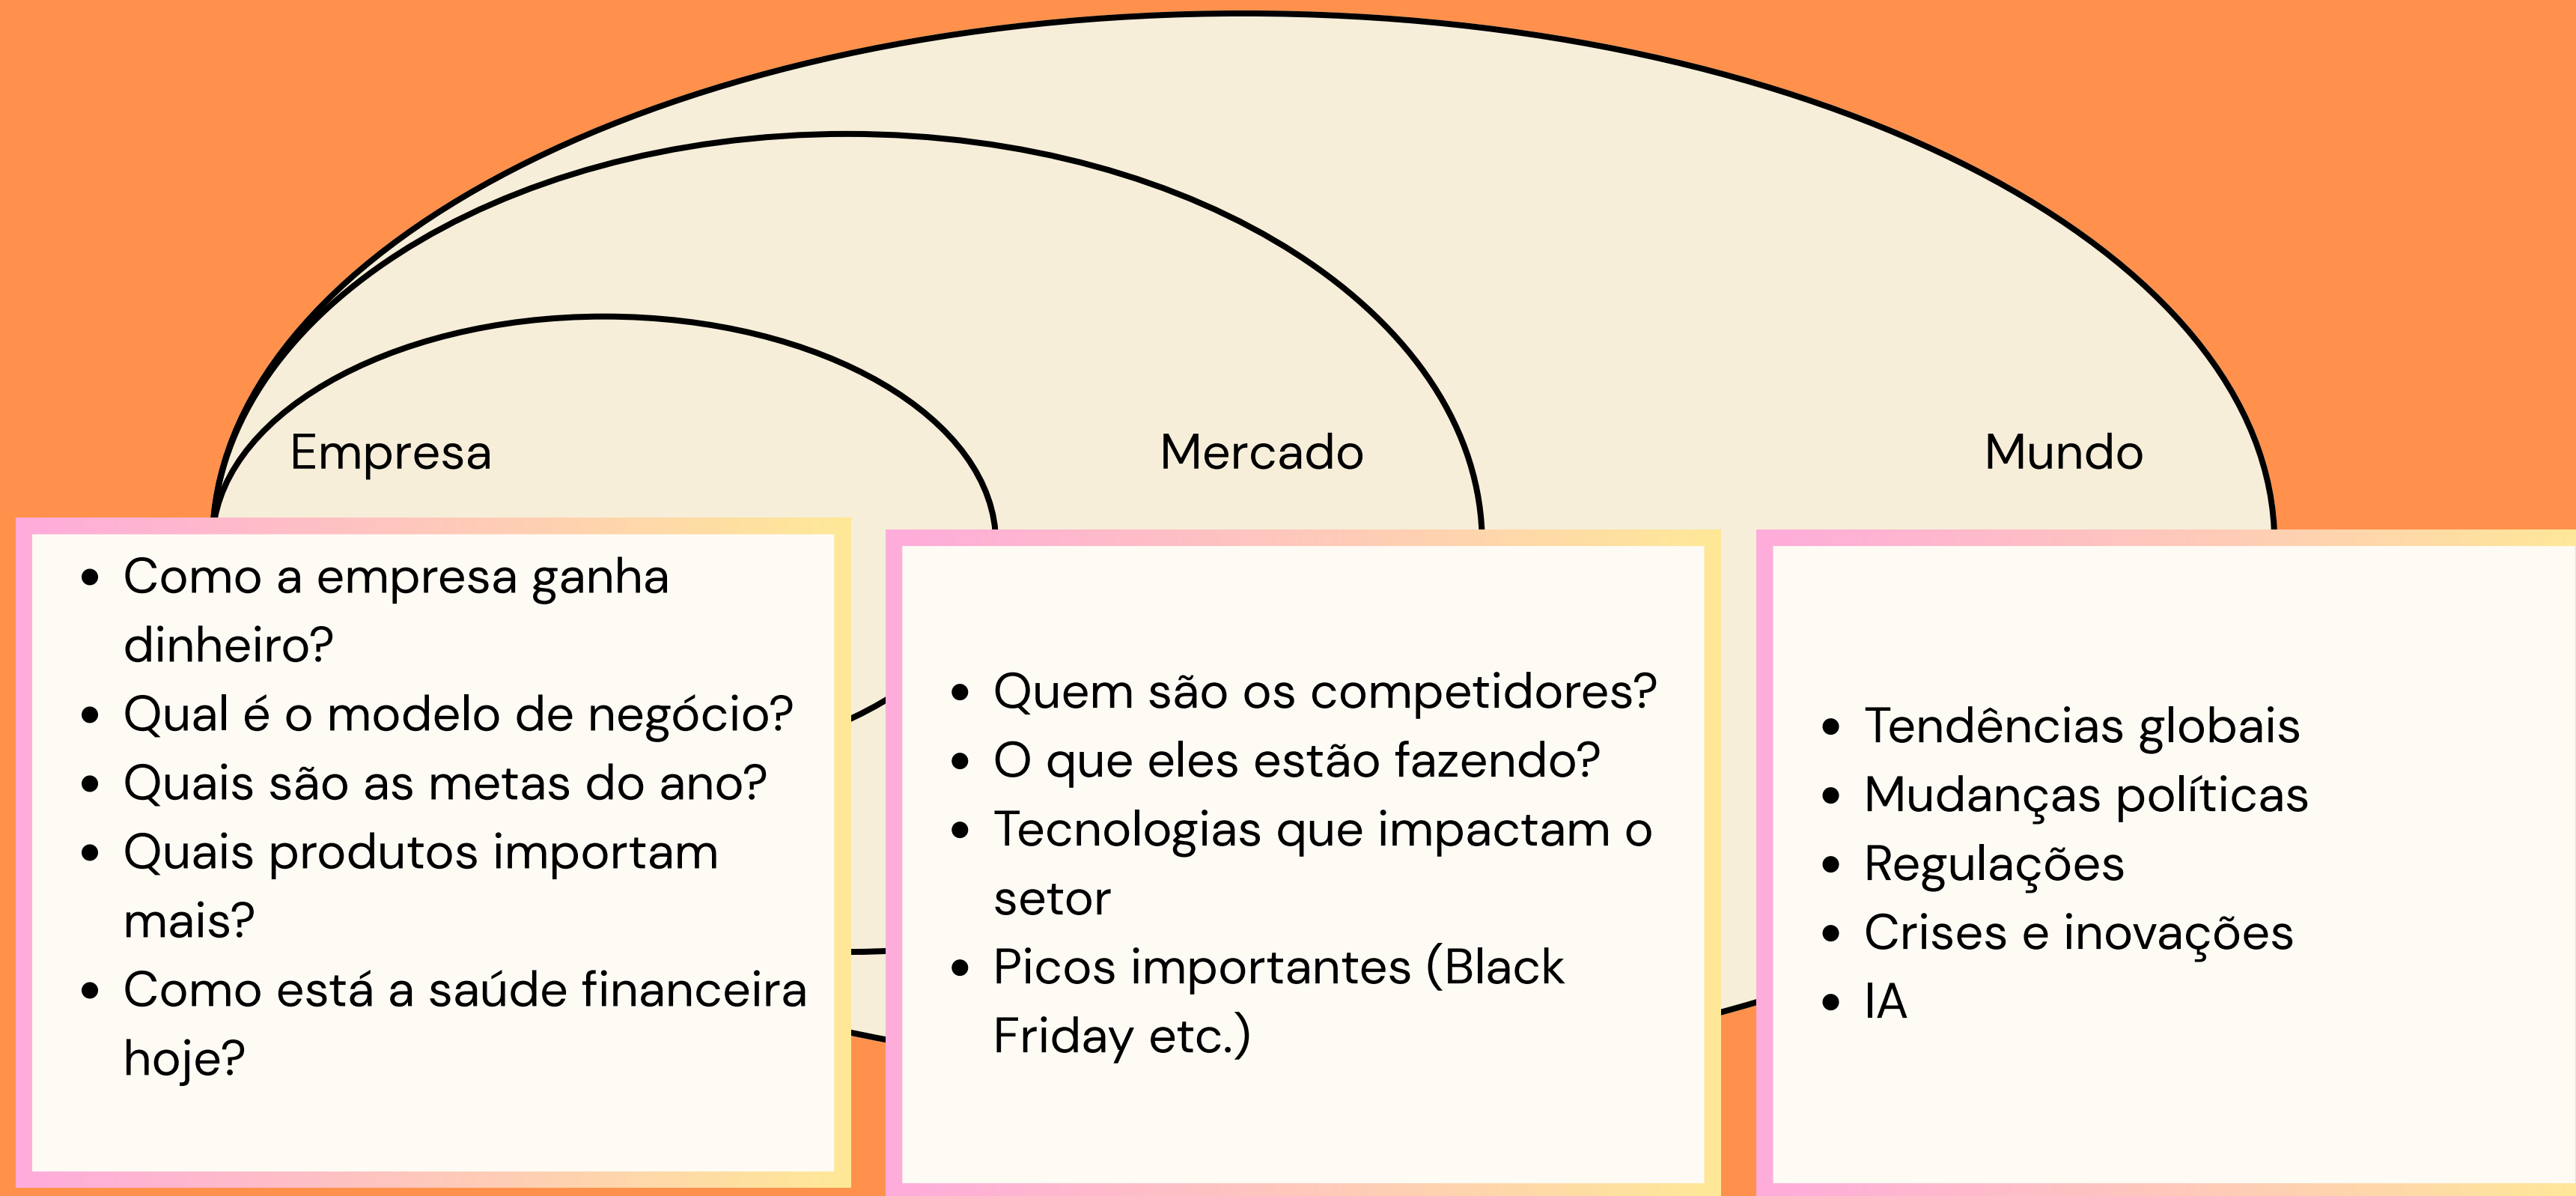 Empresa
Mercado
Mundo
• Como a empresa ganha
dinheiro?
• Qual é o modelo de negócio?
• Quais são as metas do ano?
• Quais produtos importam
mais?
• Como está a saúde financeira
hoje?
• Quem são os competidores?
• O que eles estão fazendo?
• Tecnologias que impactam o
setor
• Picos importantes (Black
Friday etc.)
• Tendências globais
• Mudanças políticas
• Regulações
• Crises e inovações
• IA